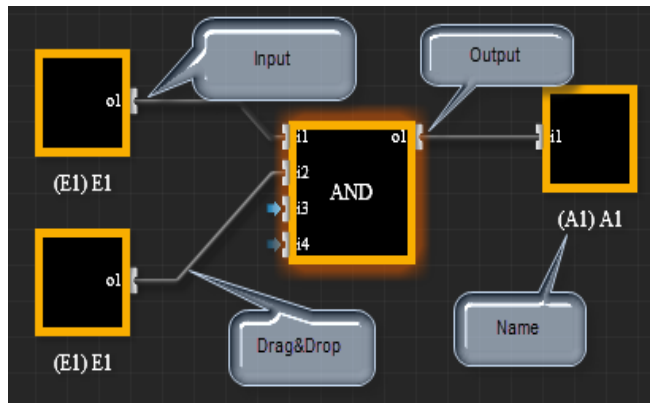 Input
Output
o1
i1
o1
i1
i2
AND
(E1) E1
i3
(A1) A1
i4
o1
Name
Drag&Drop
(E1) E1